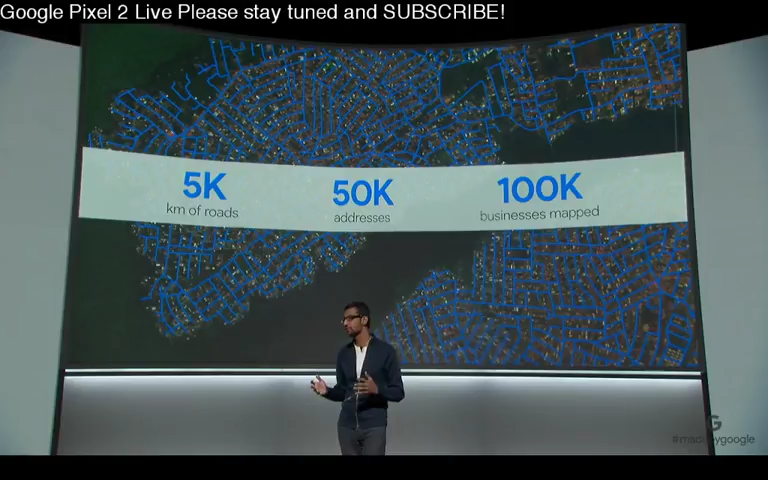 Google Pixel 2 Live Please stay tuned and SUBSCRIBE!
5K
km of roads
50K
addresses
100K
businesses mapped
G